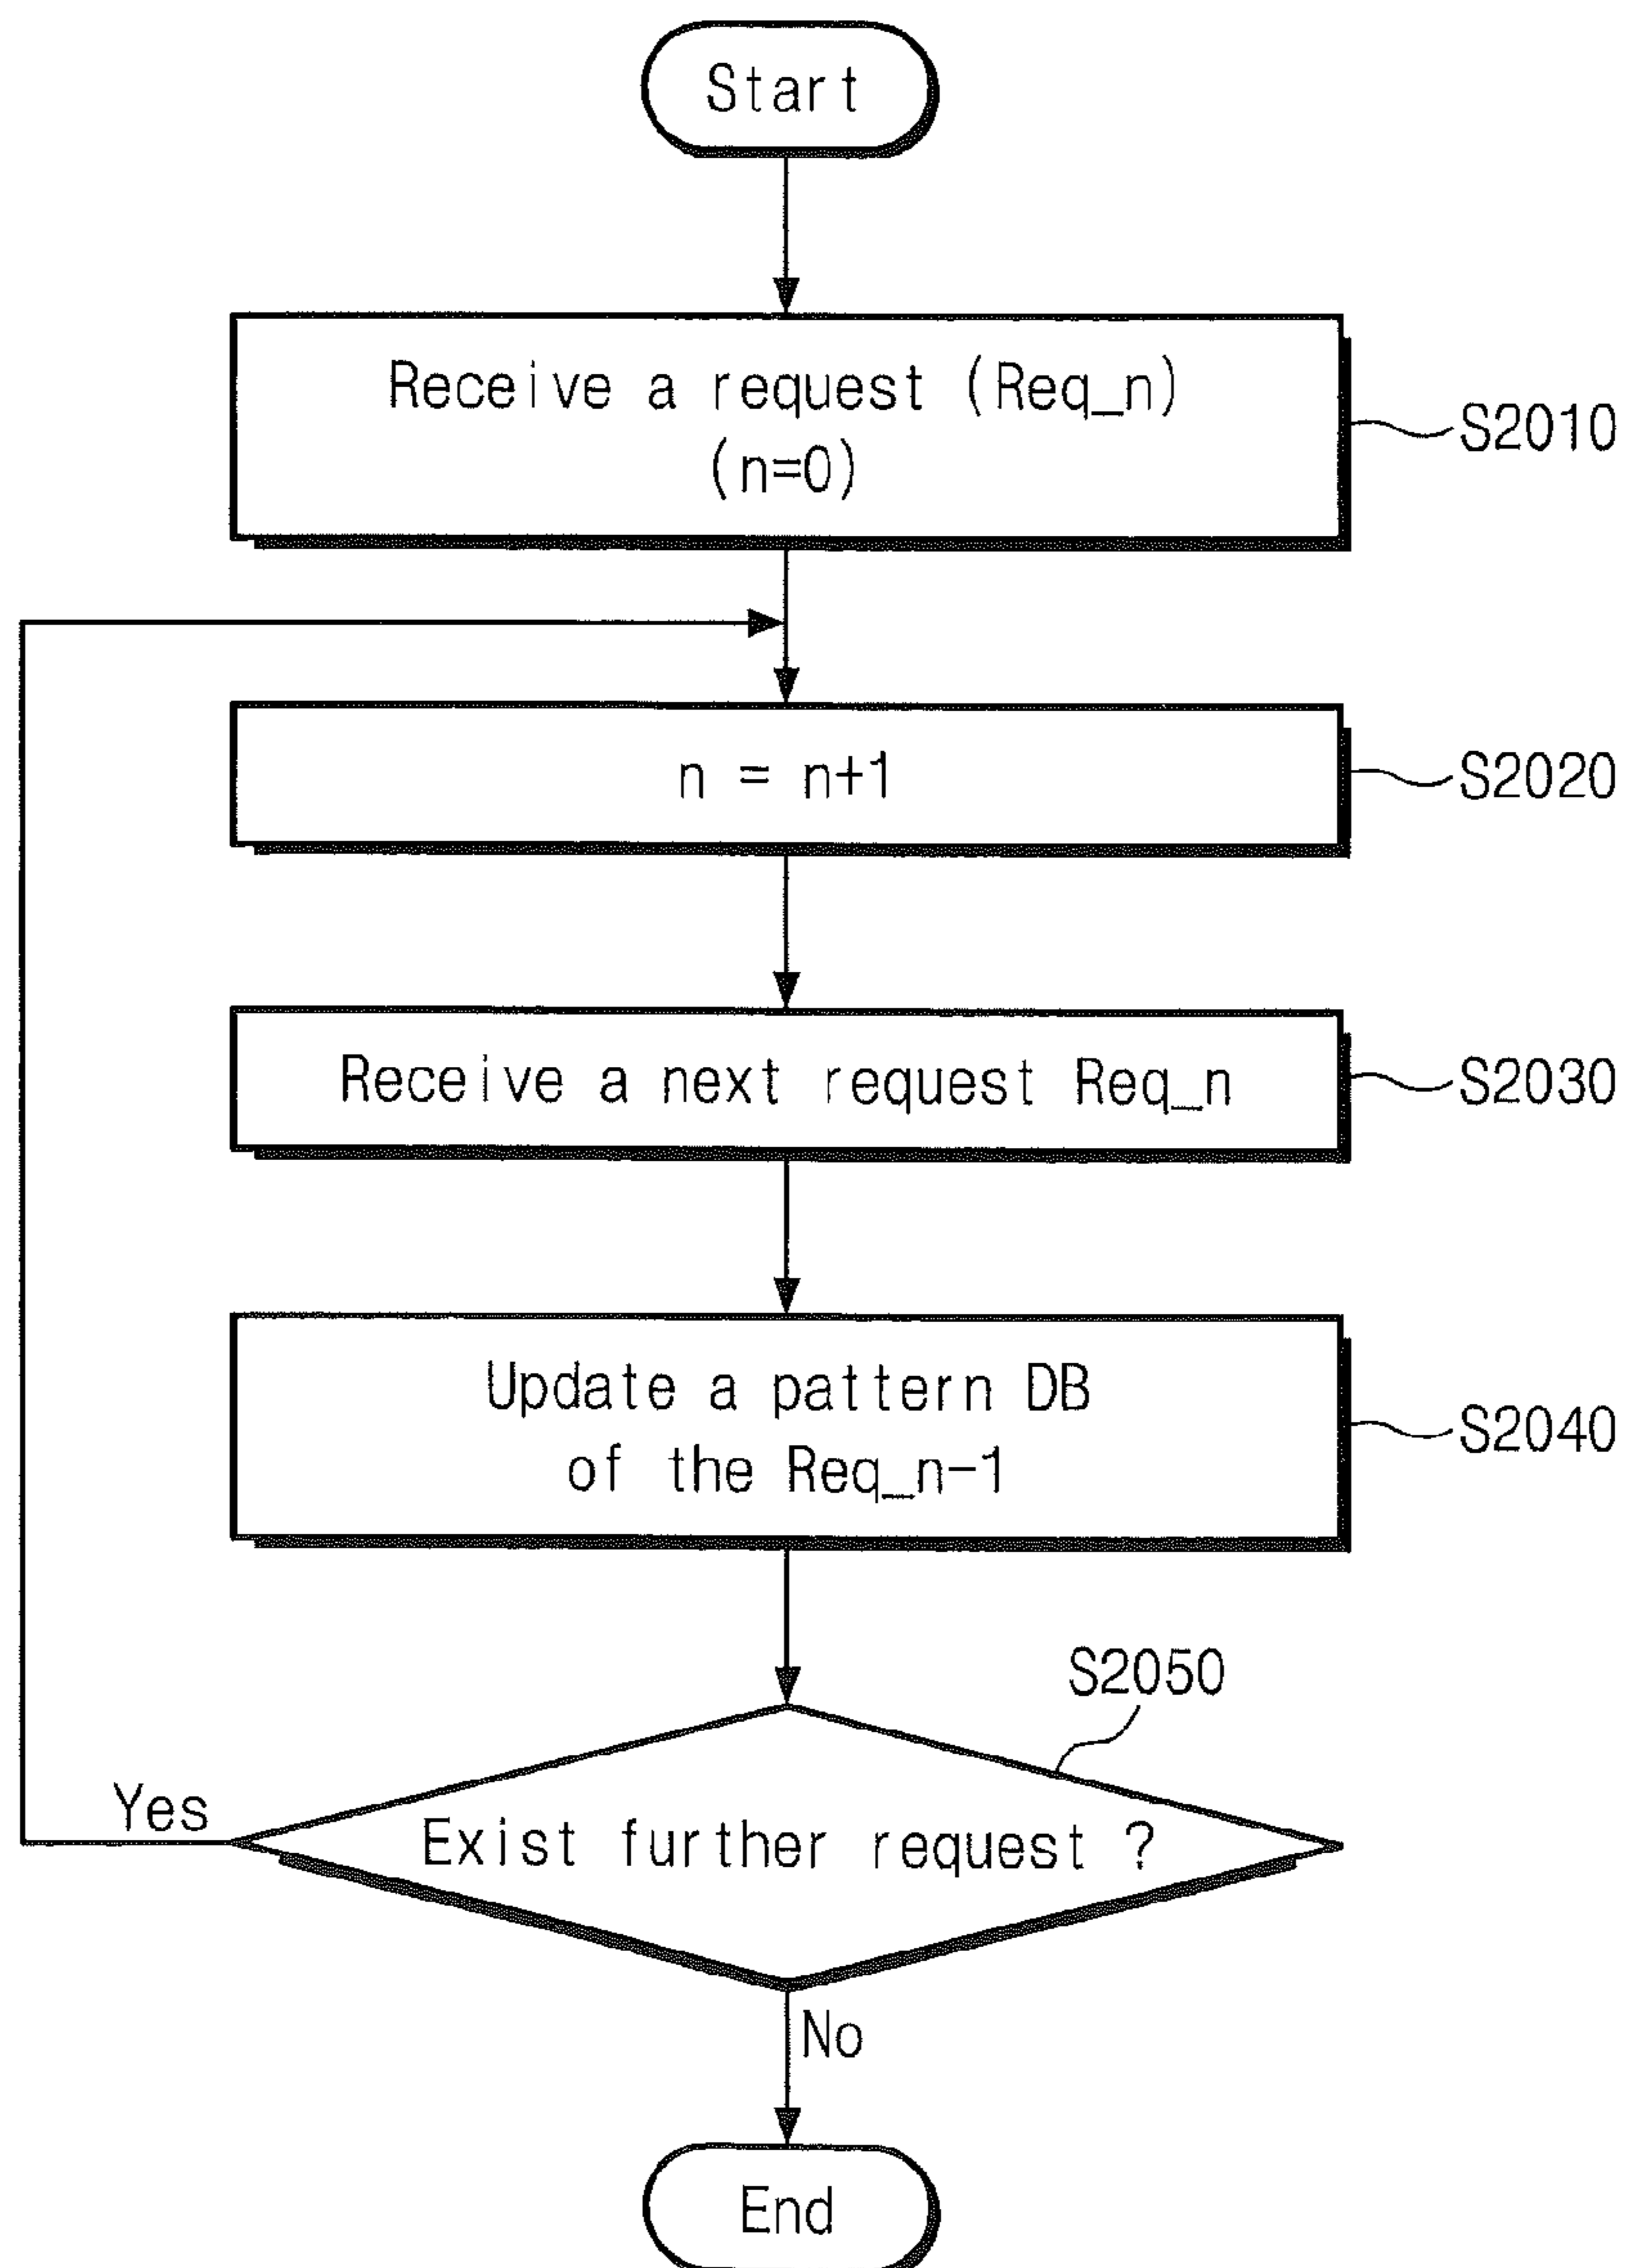 Start
Receive a request (Req_n)
(n=0)
S2010
n = n+1
S2020
Receive a next request Req_n
S2030
Update a pattern DB
of the Req_n-1
S2040
S2050
Yes
Exist further request ?
No
End